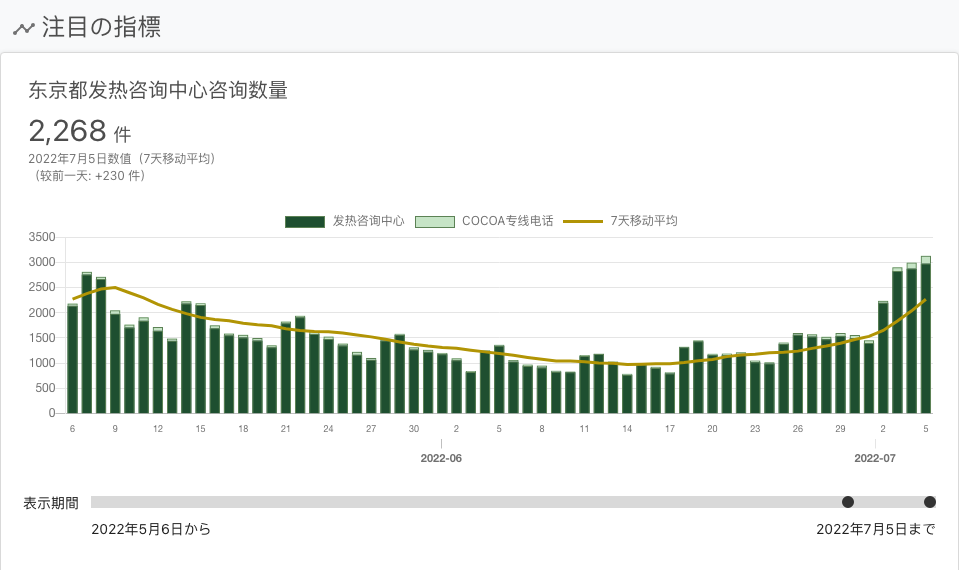 注目の指標
东京都发热咨询中心咨询数量
2,268 件
2022年7月5日数值（7天移动平均）
（较前一天: +230 件）
发热咨询中心 COCOA专线电话 7天移动平均
3500
3000
2500
2000
1500
1000
500
0
6 9 12 15 18 21 24 27 30 2 5 8 11 14 17 20 23 26 29 2 5
2022-06 2022-07
表示期間
2022年5月6日から 2022年7月5日まで